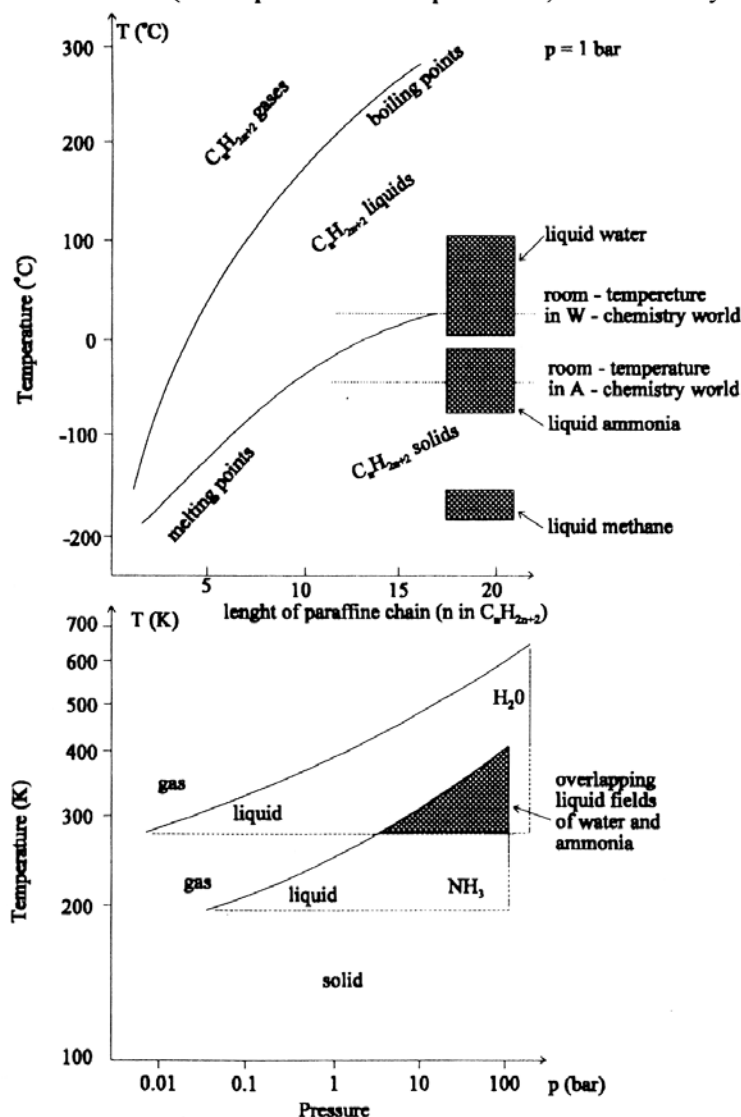 T (°C)
p = 1 bar
300
200
100
0
-100
-200
Temperature (°C)
CnH2n+2 gases
boiling points
CnH2n+2 liquids
melting points
CnH2n+2 solids
liquid water
room - tempereture
in W - chemistry world
room - temperature
in A - chemistry world
liquid ammonia
liquid methane
5
10
15
20
lenght of paraffine chain (n in CnH2n+2)
T (K)
700
600
500
400
300
200
100
Temperature (K)
H20
gas
liquid
overlapping
liquid fields
of water and
ammonia
gas
liquid
NH3
solid
0.01
0.1
1
10
100
p (bar)
Pressure